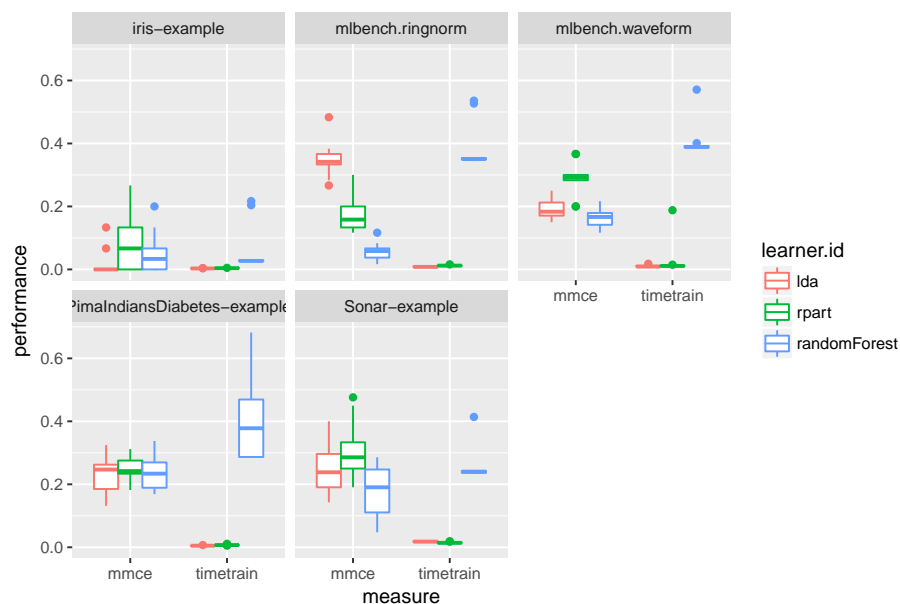 iris−example
mlbench.ringnorm
mlbench.waveform
0.6
0.4
0.2
0.0
mmce
timetrain
PimaIndiansDiabetes−example
Sonar−example
0.6
0.4
0.2
0.0
mmce
timetrain
mmce
timetrain
performance
measure
learner.id
lda
rpart
randomForest